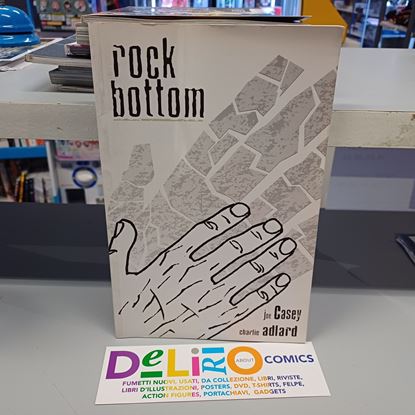 rock
bottom
joe Casey
charlie adlard
DeLiRiO ABOUT COMICS
FUMETTI NUOVI, USATI, DA COLLEZIONE, LIBRI, RIVISTE,
LIBRI D'ILLUSTRAZIONI, POSTERS, DVD, T-SHIRTS, FELPE,
ACTION FIGURES, PORTACHIAVI, GADGETS